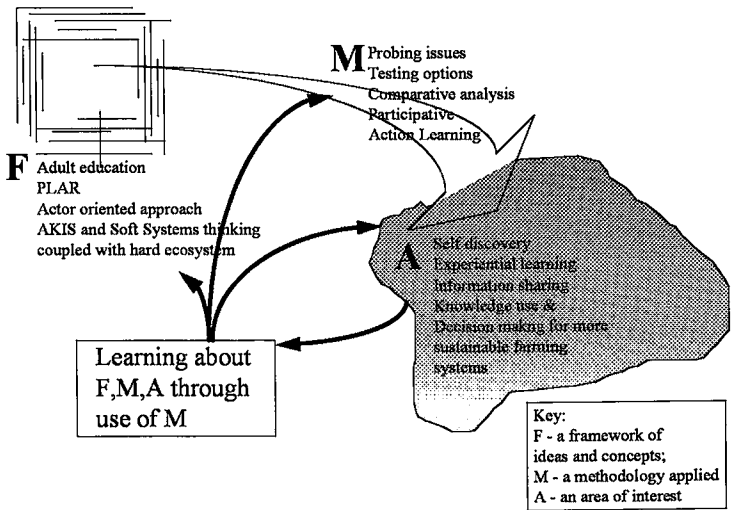 M Probing issues
Testing options
Comparative analysis
Participative
Action Learning
F Adult education
PLAR
Actor oriented approach
AKIS and Soft Systems thinking
coupled with hard ecosystem
A Self discovery
Experiential learning
Information sharing
Knowledge use &
Decision makng for more
sustainable farming
systems
Learning about
F,M,A through
use of M
Key:
F - a framework of
ideas and concepts;
M - a methodology applied
A - an area of interest